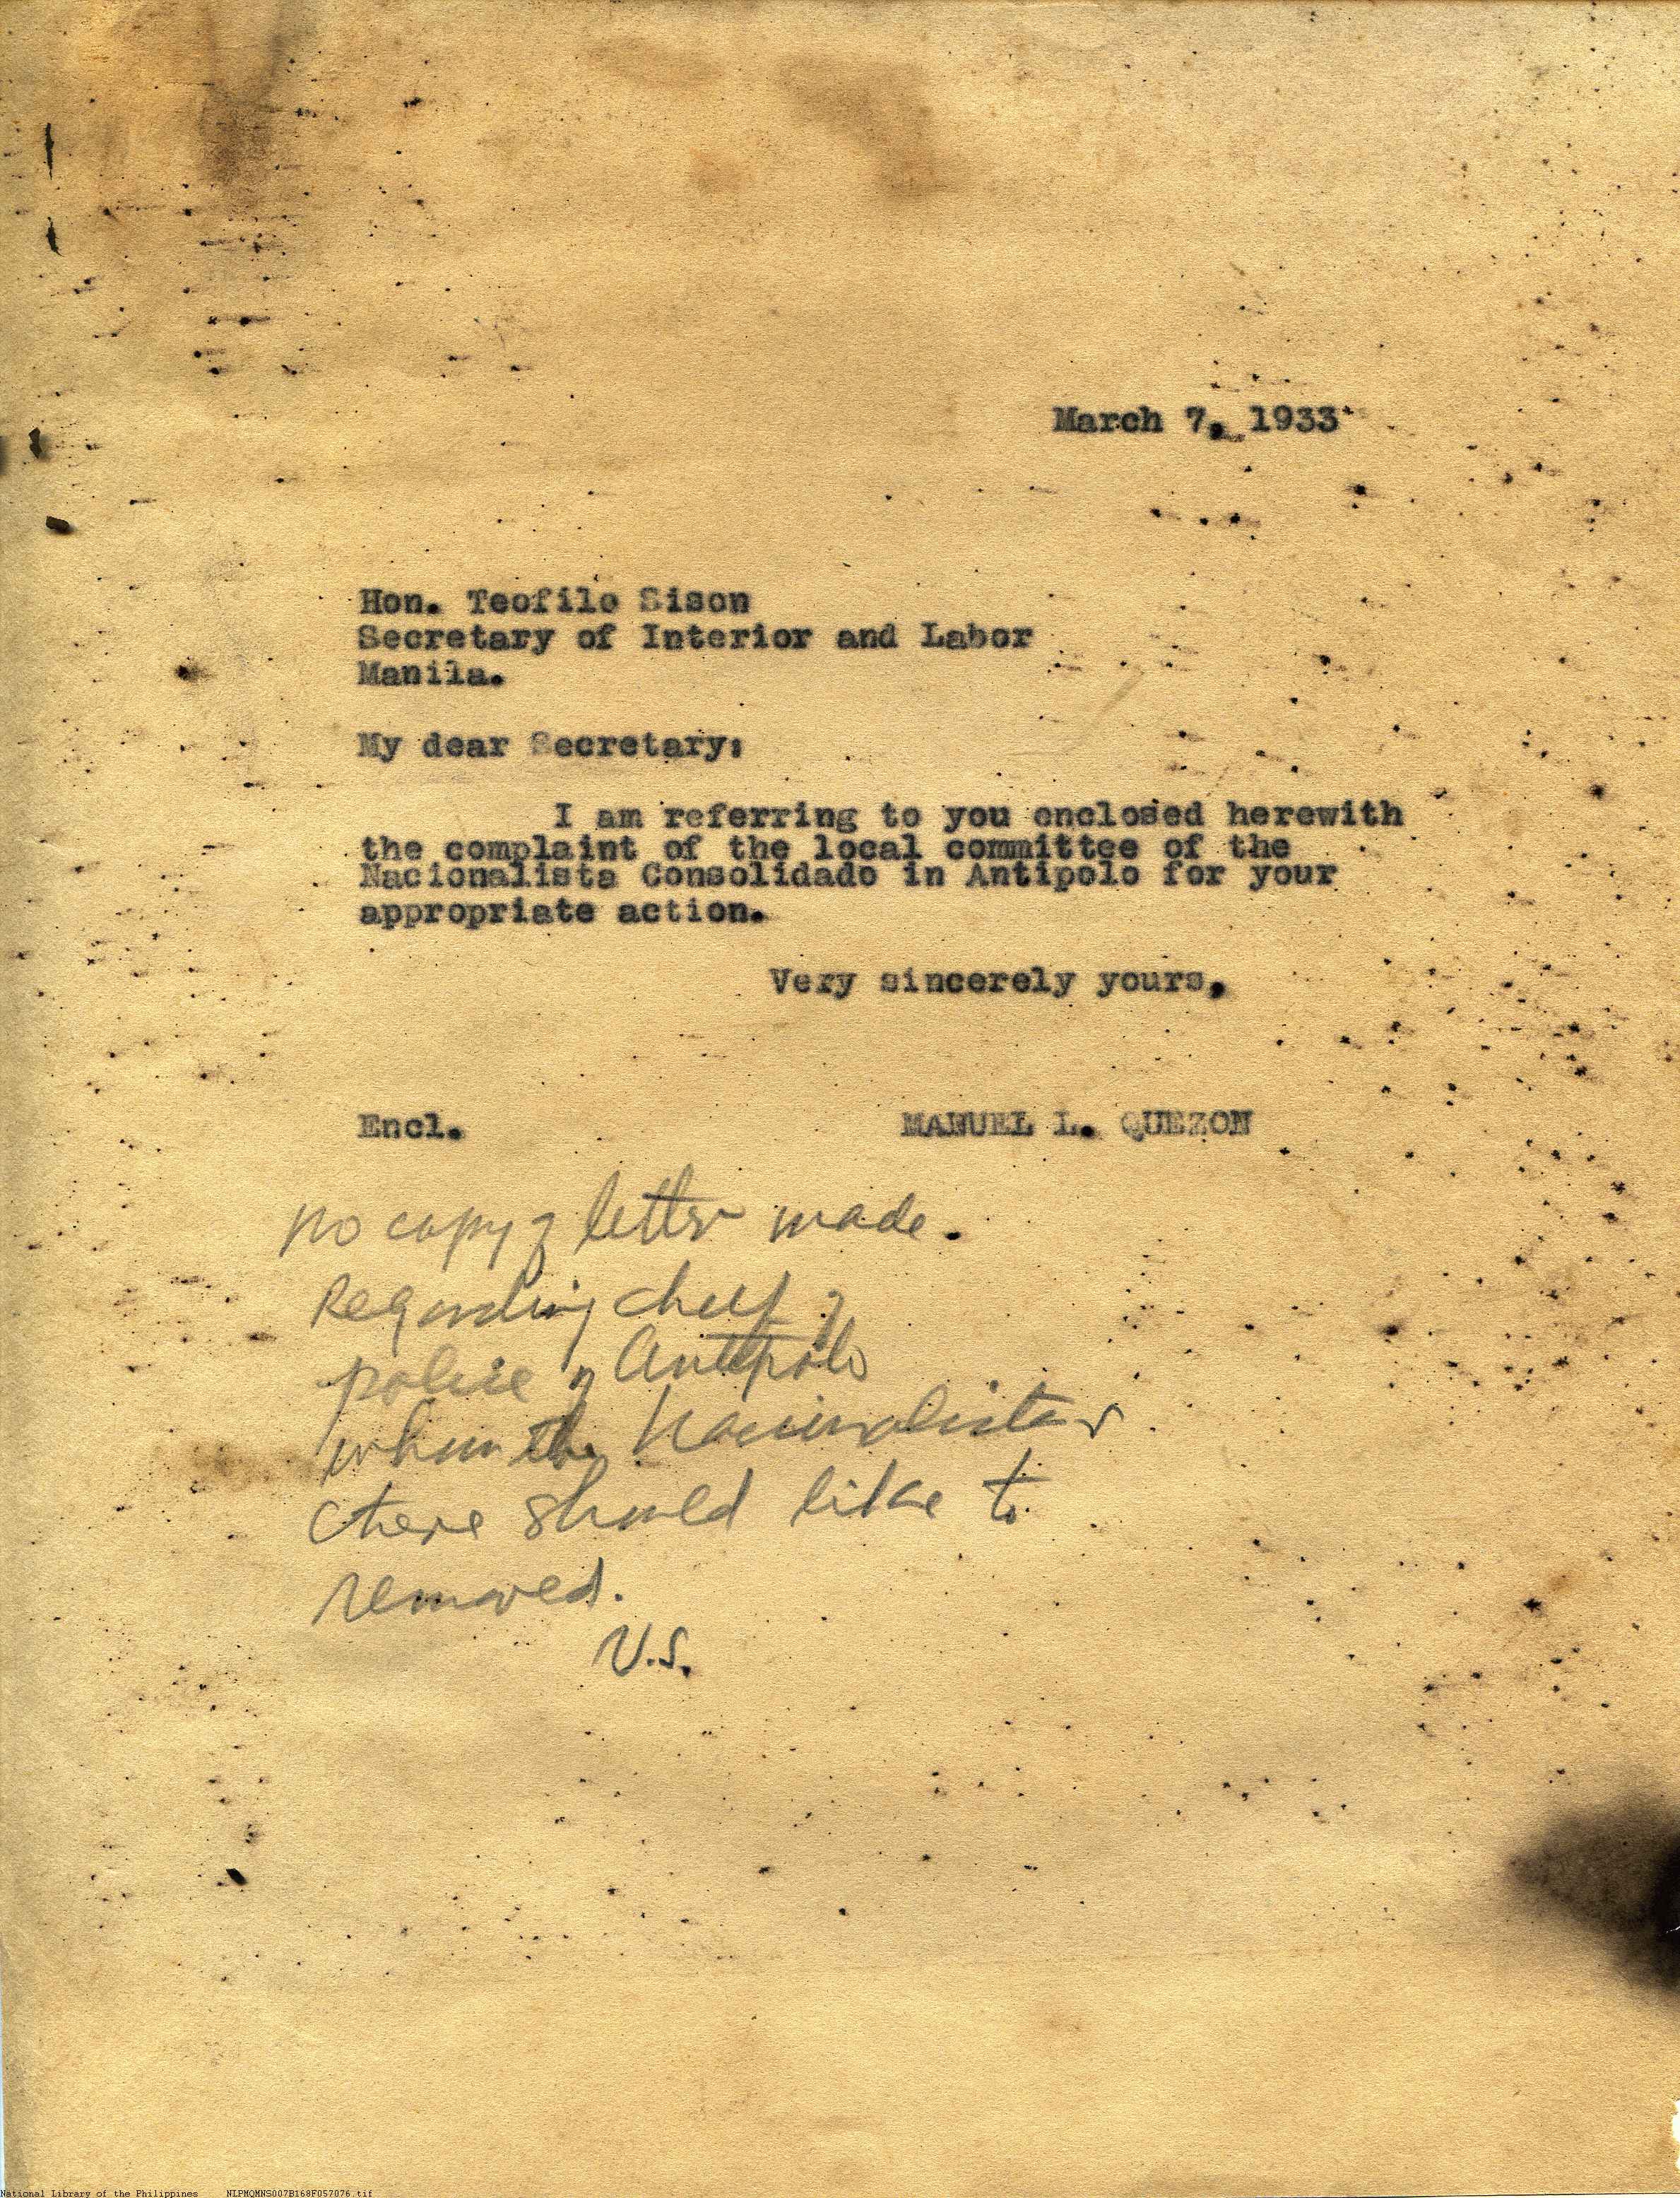 March 7, 1933
Hon. Teofilo Sison
Secretary of Interior and Labor
Manila.
My dear Secretary:
I am referring to you enclosed herewith
the complaint of the local committee of the
Nacionalista Consolidado in Antipolo for your
appropriate action.
Very sincerely yours,
Encl. MANUEL L. QUEZON
no copy of letter made.
Regarding chief of
police of Antipolo
whom the Nacionalistas
there should like to
removed.
V.S.
National Library of the Philippines NLPMQMNS007B168F057076.tif